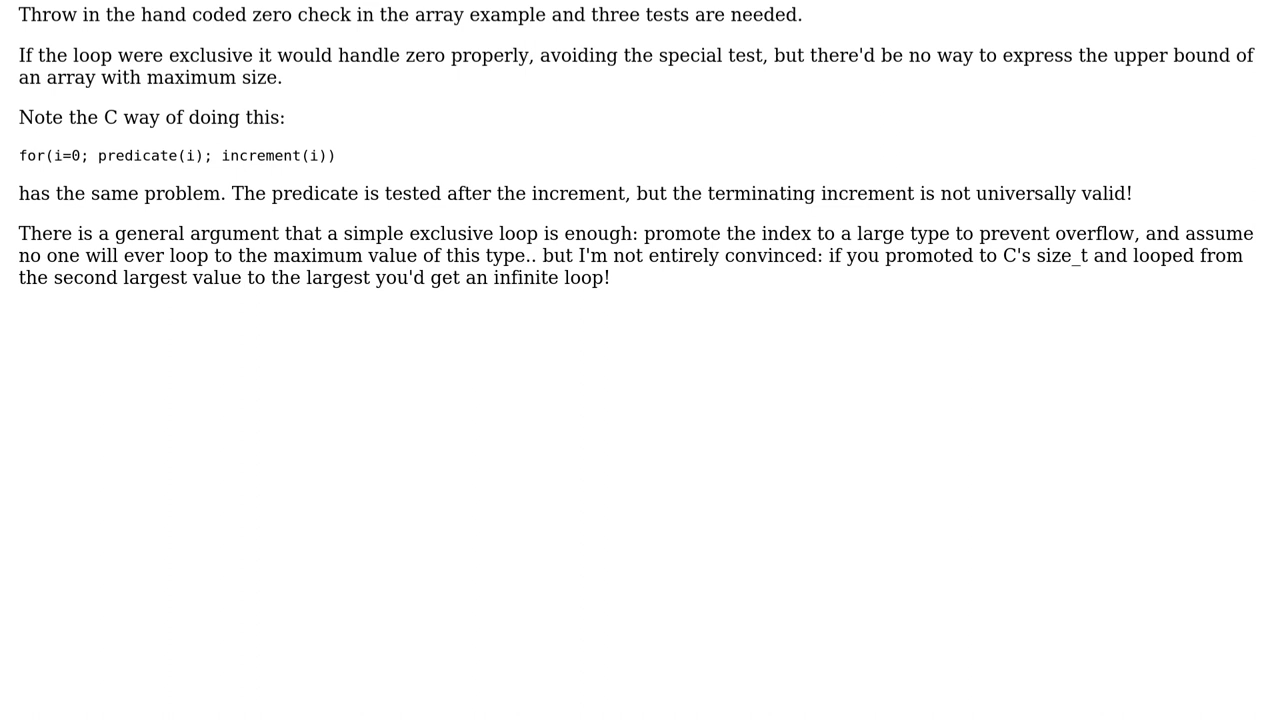 Throw in the hand coded zero check in the array example and three tests are needed.
If the loop were exclusive it would handle zero properly, avoiding the special test, but there'd be no way to express the upper bound of
an array with maximum size.
Note the C way of doing this:
for(i=0; predicate(i); increment(i))
has the same problem. The predicate is tested after the increment, but the terminating increment is not universally valid!
There is a general argument that a simple exclusive loop is enough: promote the index to a large type to prevent overflow, and assume
no one will ever loop to the maximum value of this type.. but I'm not entirely convinced: if you promoted to C's size_t and looped from
the second largest value to the largest you'd get an infinite loop!